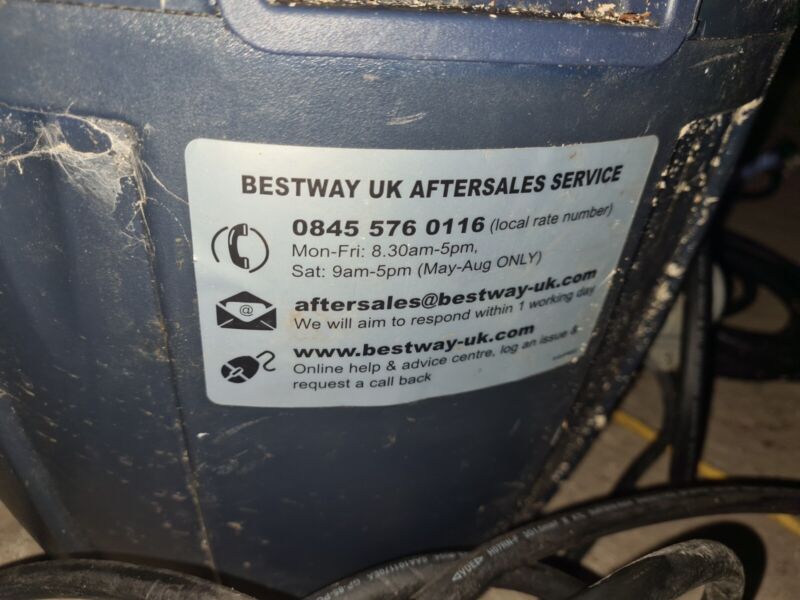 BESTWAY UK AFTERSALES SERVICE
0845 576 0116 (local rate number)
Mon-Fri: 8.30am-5pm,
Sat: 9am-5pm (May-Aug ONLY)
@
aftersales@bestway-uk.com
We will aim to respond within 1 working day
www.bestway-uk.com
Online help & advice centre, log an issue &
request a call back